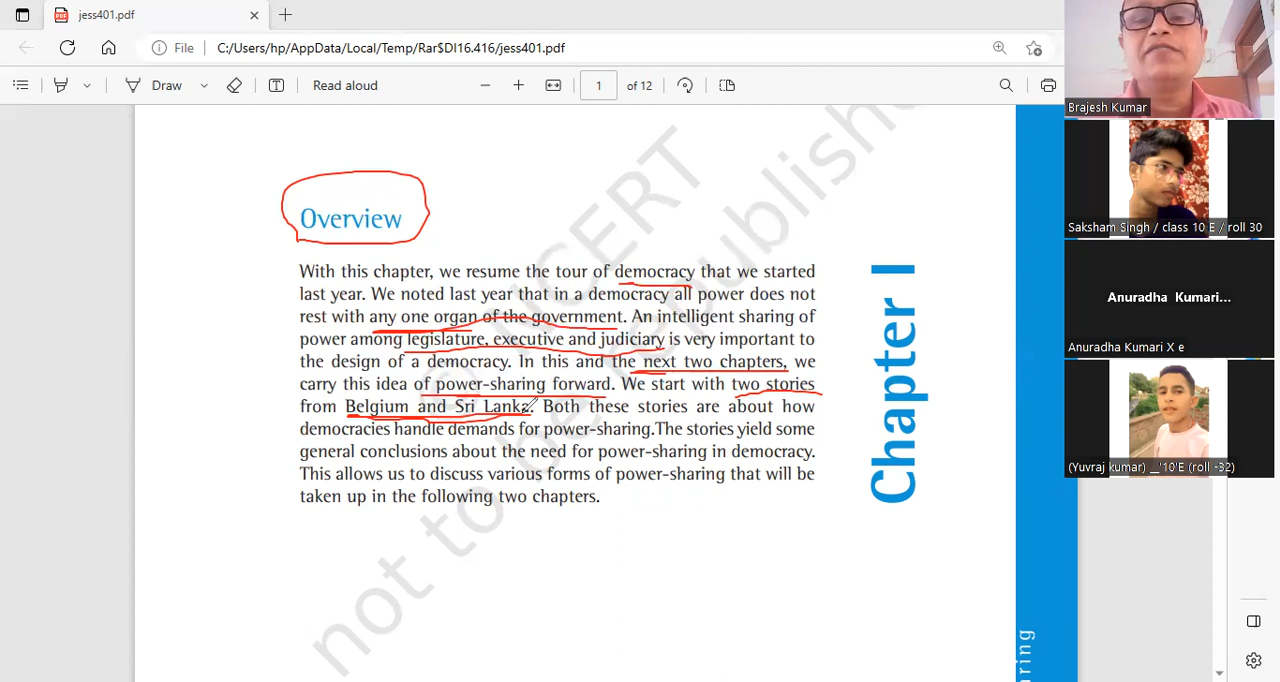 jess401.pdf
File
C:/Users/hp/AppData/Local/Temp/Rar$DI16.416/jess401.pdf
Draw
Read aloud
1
of 12
Overview
With this chapter, we resume the tour of democracy that we started
last year. We noted last year that in a democracy all power does not
rest with any one organ of the government. An intelligent sharing of
power among legislature, executive and judiciary is very important to
the design of a democracy. In this and the next two chapters, we
carry this idea of power-sharing forward. We start with two stories
from Belgium and Sri Lanka. Both these stories are about how
democracies handle demands for power-sharing.The stories yield some
general conclusions about the need for power-sharing in democracy.
This allows us to discuss various forms of power-sharing that will be
taken up in the following two chapters.
Chapter I
aring
© NCERT
not to be republishe
Brajesh Kumar
Saksham Singh / class 10 E / roll 30
Anuradha Kumari...
Anuradha Kumari X e
(Yuvraj kumar) __'10'E (roll -32)